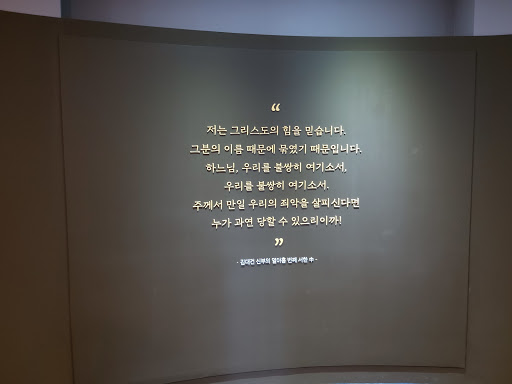 “
저는 그리스도의 힘을 믿습니다.
그분의 이름 때문에 묶였기 때문입니다.
하느님, 우리를 불쌍히 여기소서,
우리를 불쌍히 여기소서.
주께서 만일 우리의 죄악을 살피신다면
누가 과연 당할 수 있으리이까!
”
- 김대건 신부의 열아홉 번째 서한 中 -